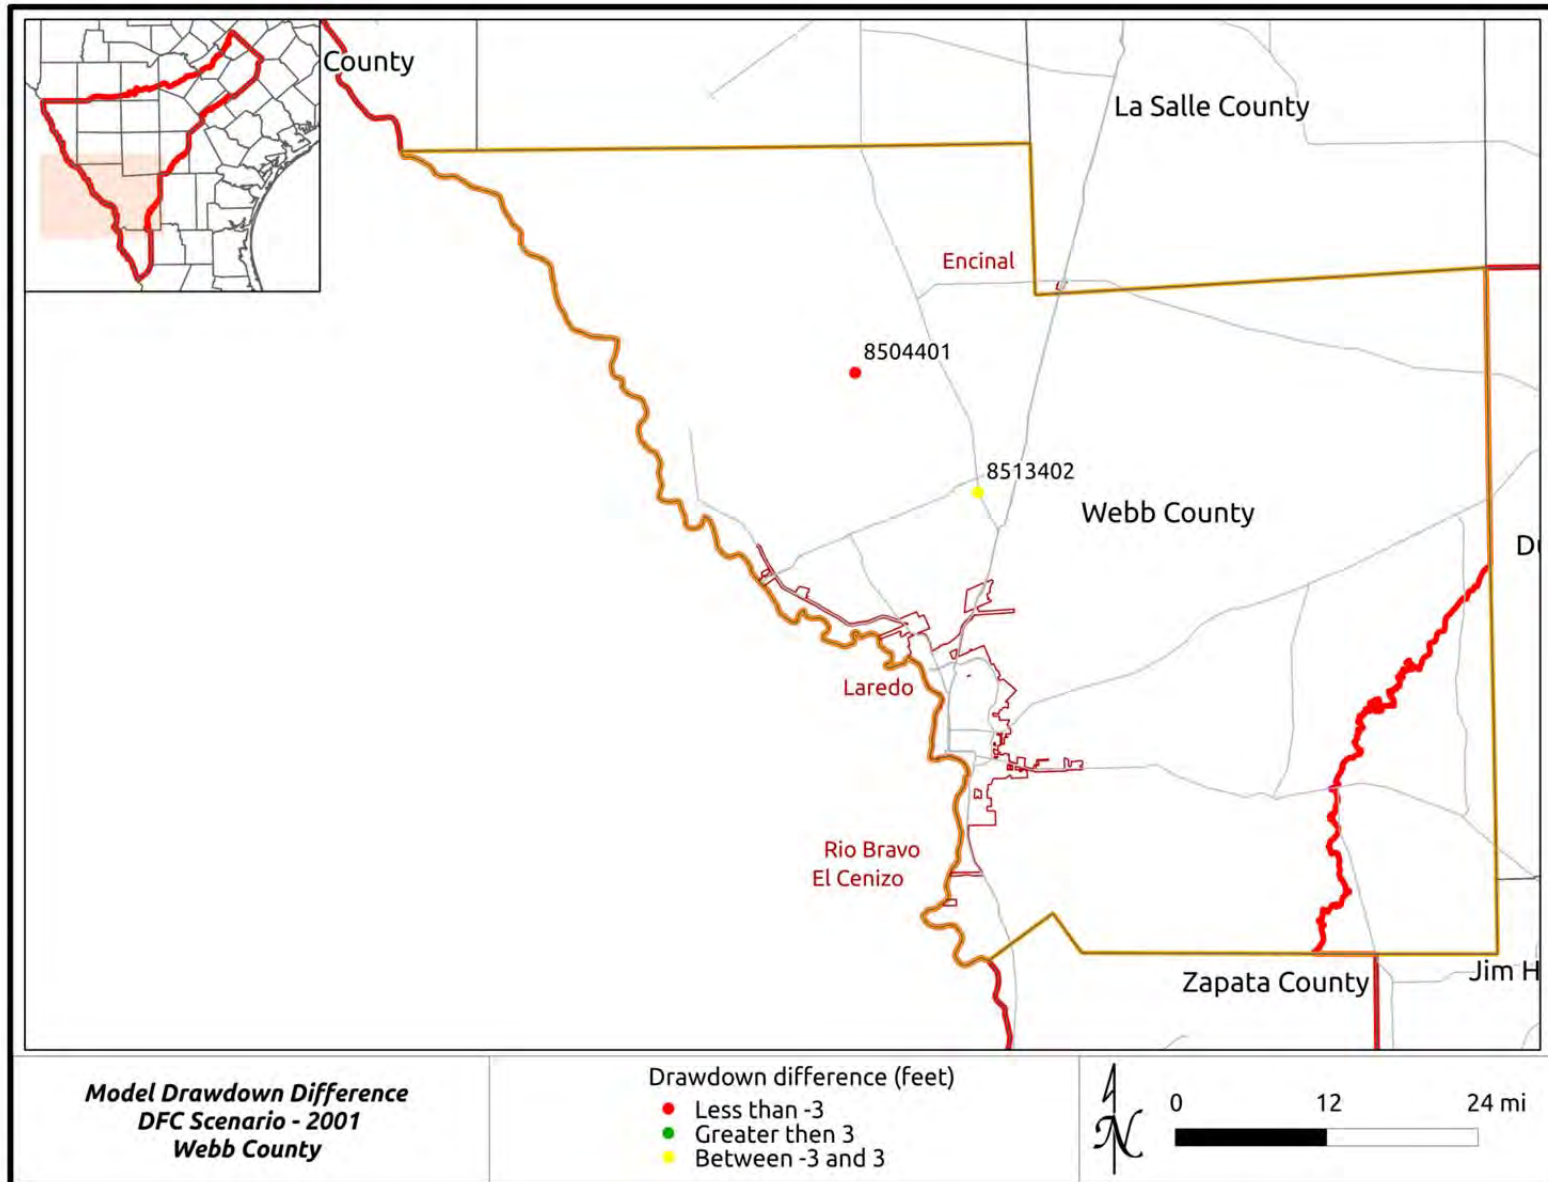 County
La Salle County
Encinal
8504401
8513402
Webb County
Du
Laredo
Rio Bravo
El Cenizo
Zapata County
Jim H
Model Drawdown Difference
DFC Scenario - 2001
Webb County
Drawdown difference (feet)
Less than -3
Greater then 3
Between -3 and 3
N
0 12 24 mi